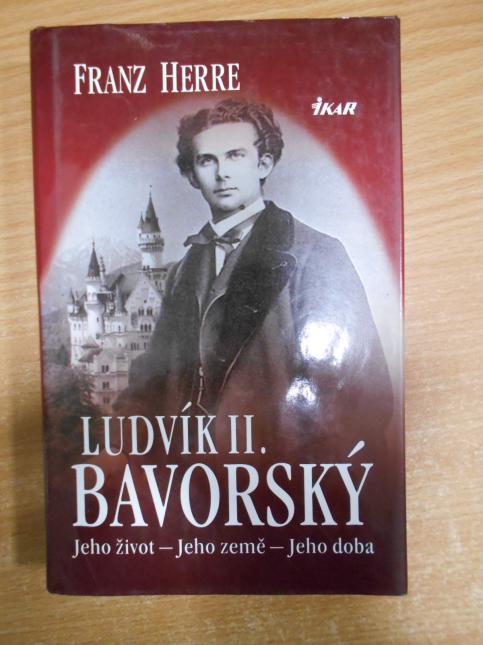 FRANZ HERRE
IKAR
LUDVÍK II.
BAVORSKÝ
Jeho život – Jeho země – Jeho doba